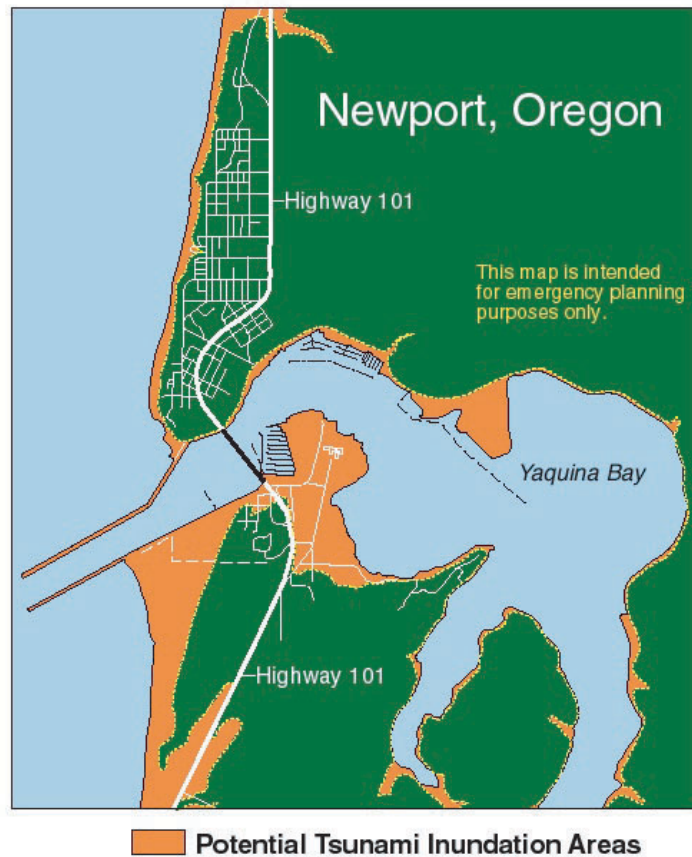 Newport, Oregon
Highway 101
This map is intended
for emergency planning
purposes only.
Yaquina Bay
Highway 101
Potential Tsunami Inundation Areas